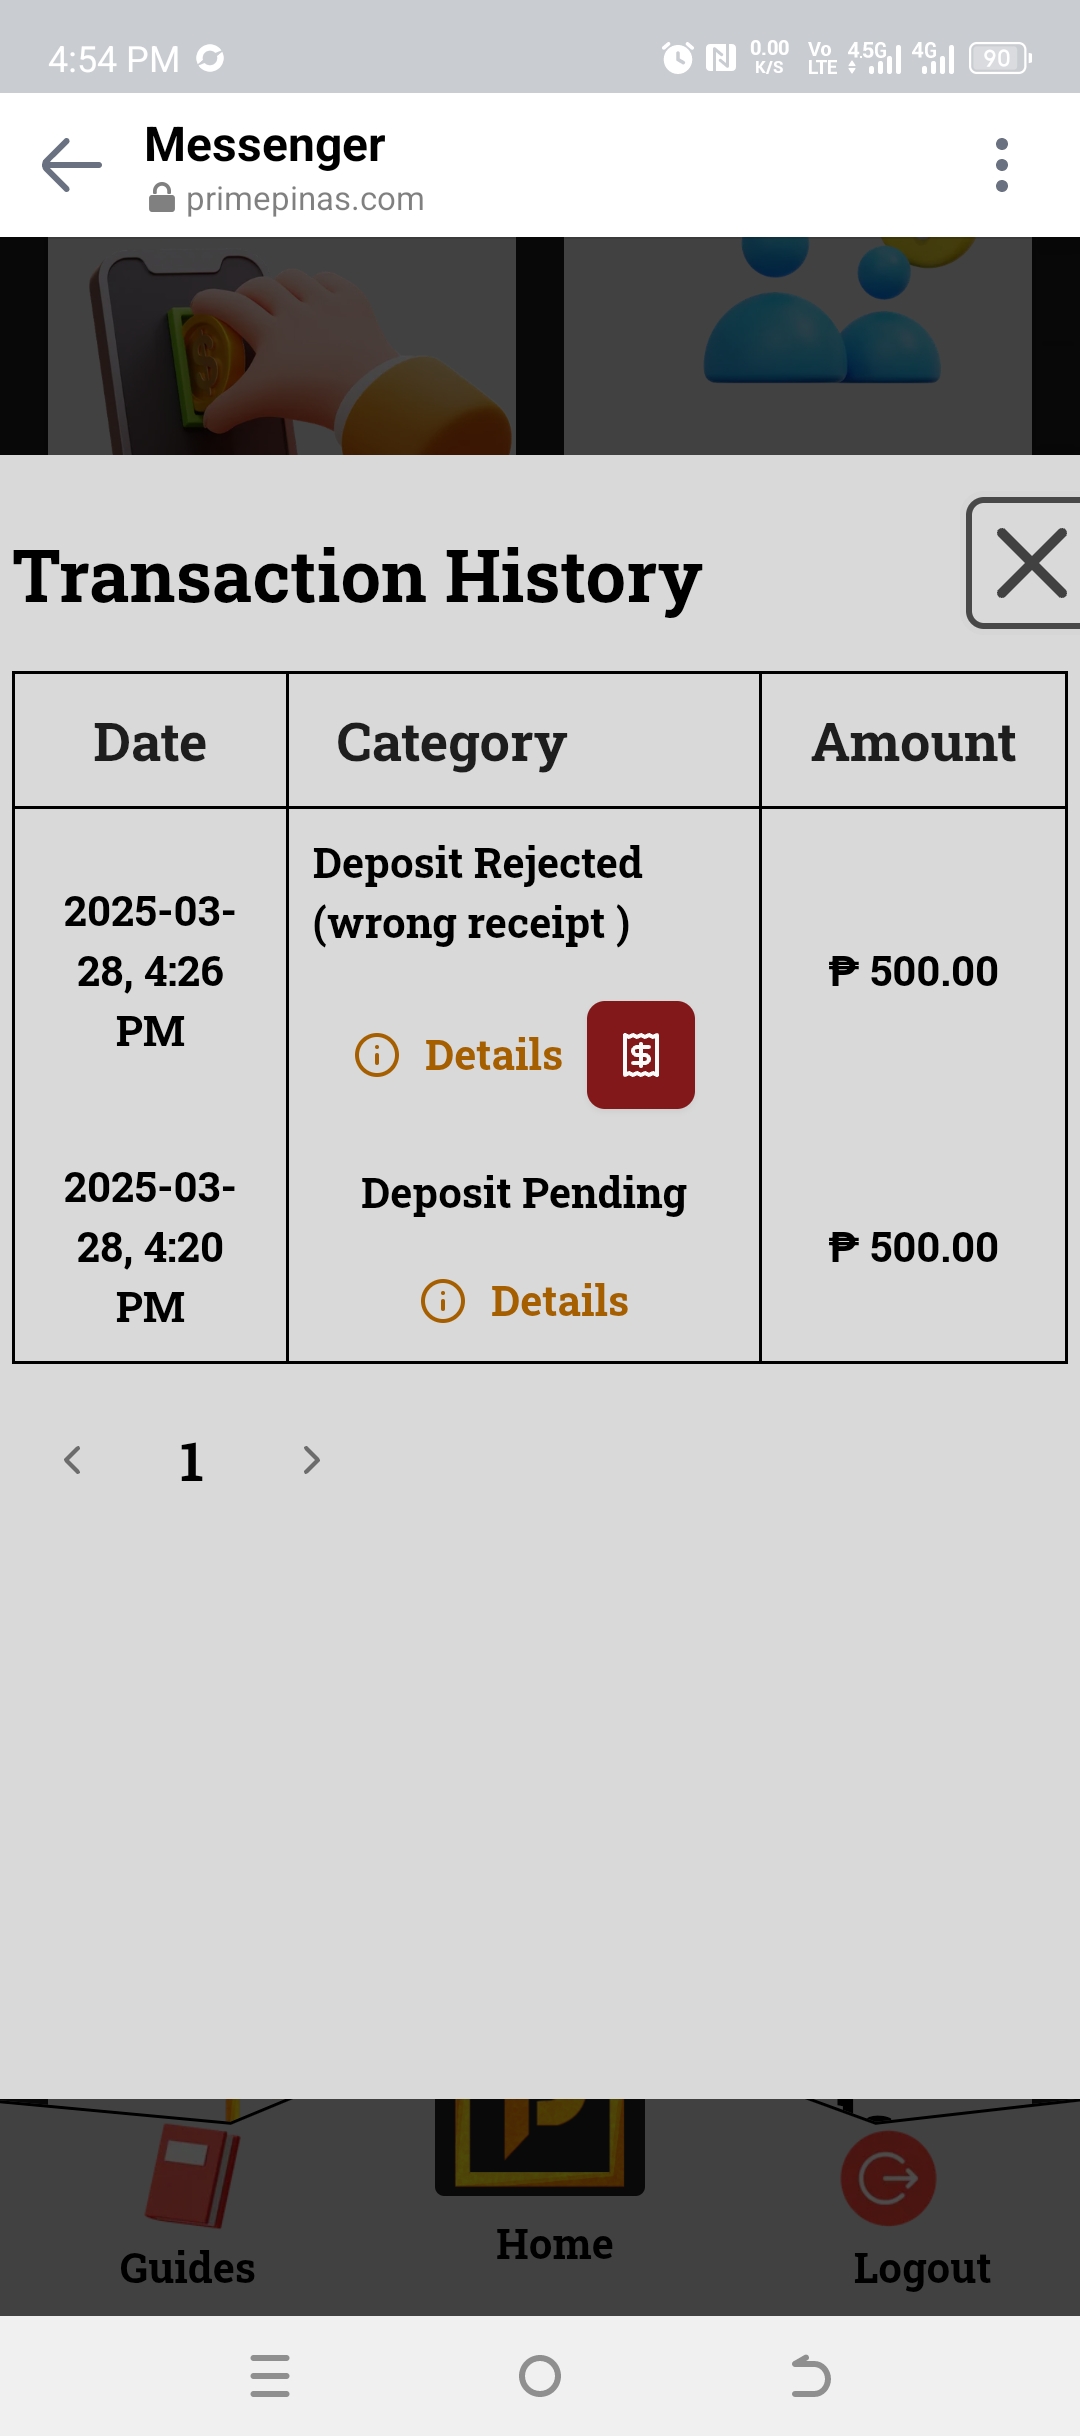 4:54 PM
0.00
K/S
Vo
LTE
4.5G
4G
90
Messenger
primepinas.com
Transaction History
Date
Category
Amount
2025-03-
28, 4:26
PM
Deposit Rejected
(wrong receipt )
Details
₱ 500.00
2025-03-
28, 4:20
PM
Deposit Pending
Details
₱ 500.00
1
Guides
Home
Logout